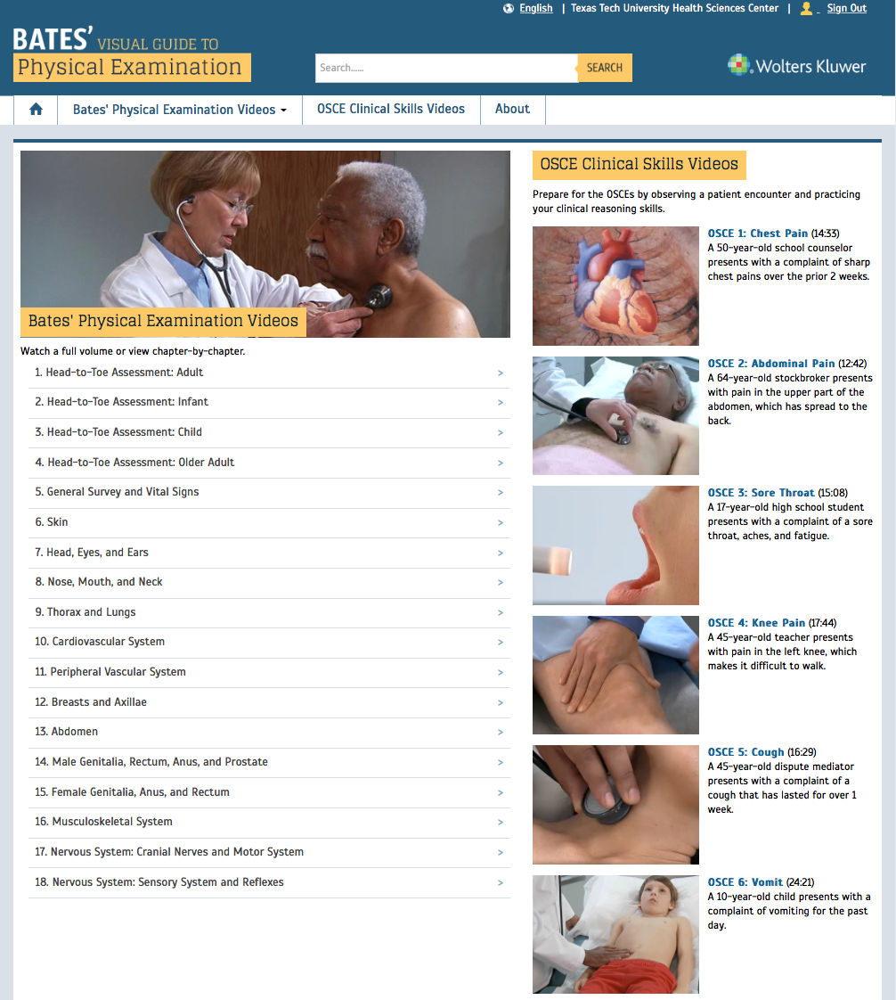 English | Texas Tech University Health Sciences Center | _ Sign Out
BATES' VISUAL GUIDE TO
Physical Examination
Search......
SEARCH
Wolters Kluwer
Bates' Physical Examination Videos
OSCE Clinical Skills Videos
About
Bates' Physical Examination Videos
Watch a full volume or view chapter-by-chapter.
1. Head-to-Toe Assessment: Adult >
2. Head-to-Toe Assessment: Infant >
3. Head-to-Toe Assessment: Child >
4. Head-to-Toe Assessment: Older Adult >
5. General Survey and Vital Signs >
6. Skin >
7. Head, Eyes, and Ears >
8. Nose, Mouth, and Neck >
9. Thorax and Lungs >
10. Cardiovascular System >
11. Peripheral Vascular System >
12. Breasts and Axillae >
13. Abdomen >
14. Male Genitalia, Rectum, Anus, and Prostate >
15. Female Genitalia, Anus, and Rectum >
16. Musculoskeletal System >
17. Nervous System: Cranial Nerves and Motor System >
18. Nervous System: Sensory System and Reflexes >
OSCE Clinical Skills Videos
Prepare for the OSCEs by observing a patient encounter and practicing
your clinical reasoning skills.
OSCE 1: Chest Pain (14:33)
A 50-year-old school counselor
presents with a complaint of sharp
chest pains over the prior 2 weeks.
OSCE 2: Abdominal Pain (12:42)
A 64-year-old stockbroker presents
with pain in the upper part of the
abdomen, which has spread to the
back.
OSCE 3: Sore Throat (15:08)
A 17-year-old high school student
presents with a complaint of a sore
throat, aches, and fatigue.
OSCE 4: Knee Pain (17:44)
A 45-year-old teacher presents
with pain in the left knee, which
makes it difficult to walk.
OSCE 5: Cough (16:29)
A 45-year-old dispute mediator
presents with a complaint of a
cough that has lasted for over 1
week.
OSCE 6: Vomit (24:21)
A 10-year-old child presents with a
complaint of vomiting for the past
day.